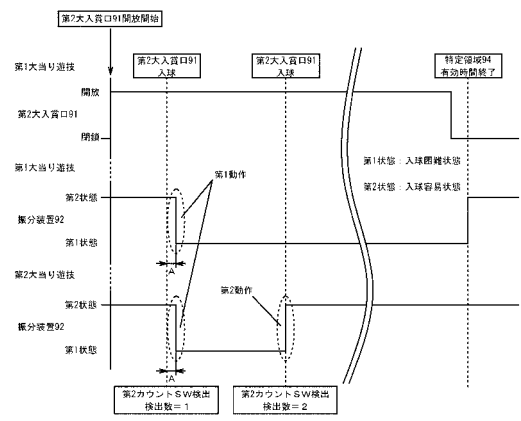 第2大入賞口91開放開始
第1大当り遊技
第2大入賞口91
入球
第2大入賞口91
入球
特定領域94
有効時間終了
開放
第2大入賞口91
閉鎖
第1状態：入球困難状態
第1大当り遊技
第1動作
第2状態：入球容易状態
第2状態
振分装置92
第1状態
A
第2大当り遊技
第2動作
第2状態
振分装置92
第1状態
A
第2カウントSW検出
検出数＝1
第2カウントSW検出
検出数＝2